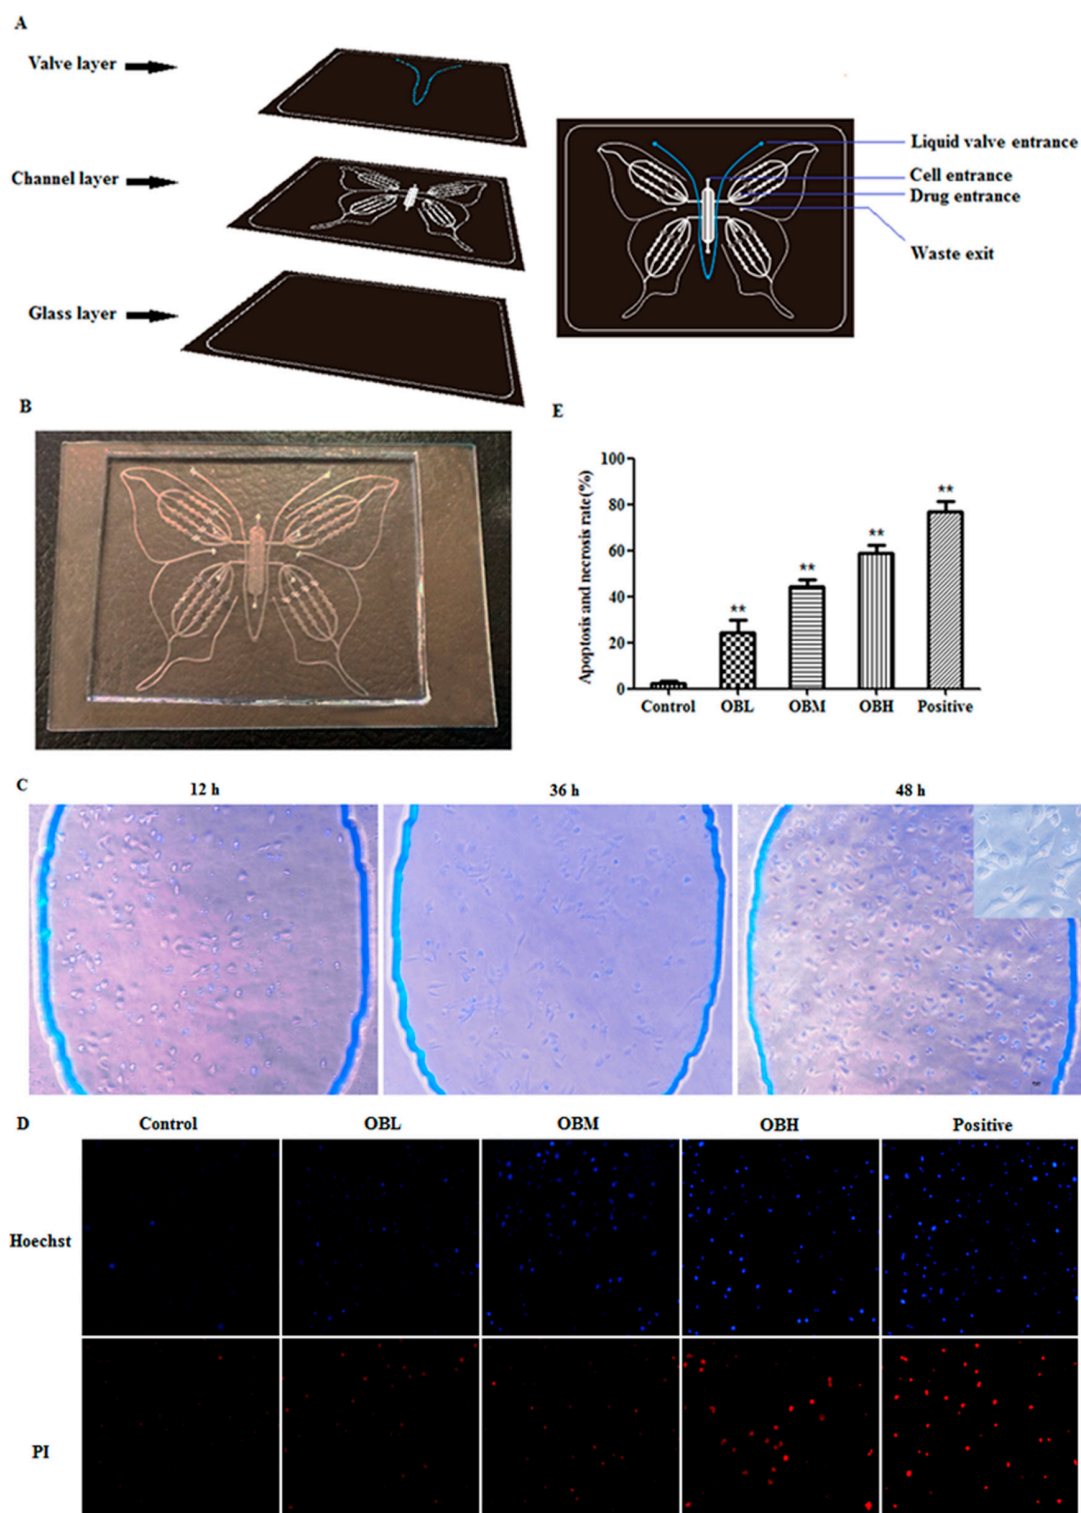 A
Valve layer
Channel layer
Glass layer
Liquid valve entrance
Cell entrance
Drug entrance
Waste exit
B
E
Apoptosis and necrosis rate(%)
100
80
60
40
20
0
**
**
**
**
Control OBL OBM OBH Positive
C
12 h 36 h 48 h
D
Control OBL OBM OBH Positive
Hoechst
PI